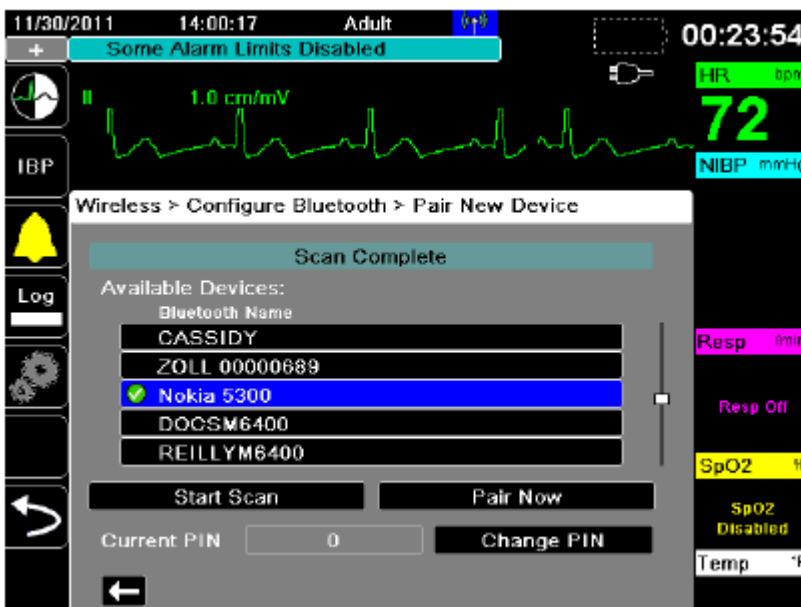 11/30/2011 14:00:17 Adult
00:23:54
+ Some Alarm Limits Disabled
HR bpm
II 1.0 cm/mV
72
IBP
NIBP mmHg
Wireless > Configure Bluetooth > Pair New Device
Scan Complete
Available Devices:
Log
Bluetooth Name
CASSIDY
Resp
ZOLL 00000689
Nokia 5300
Resp Off
DOCSM6400
REILLYM6400
SpO2 %
Start Scan Pair Now
SpO2
Disabled
Current PIN 0 Change PIN
Temp °F